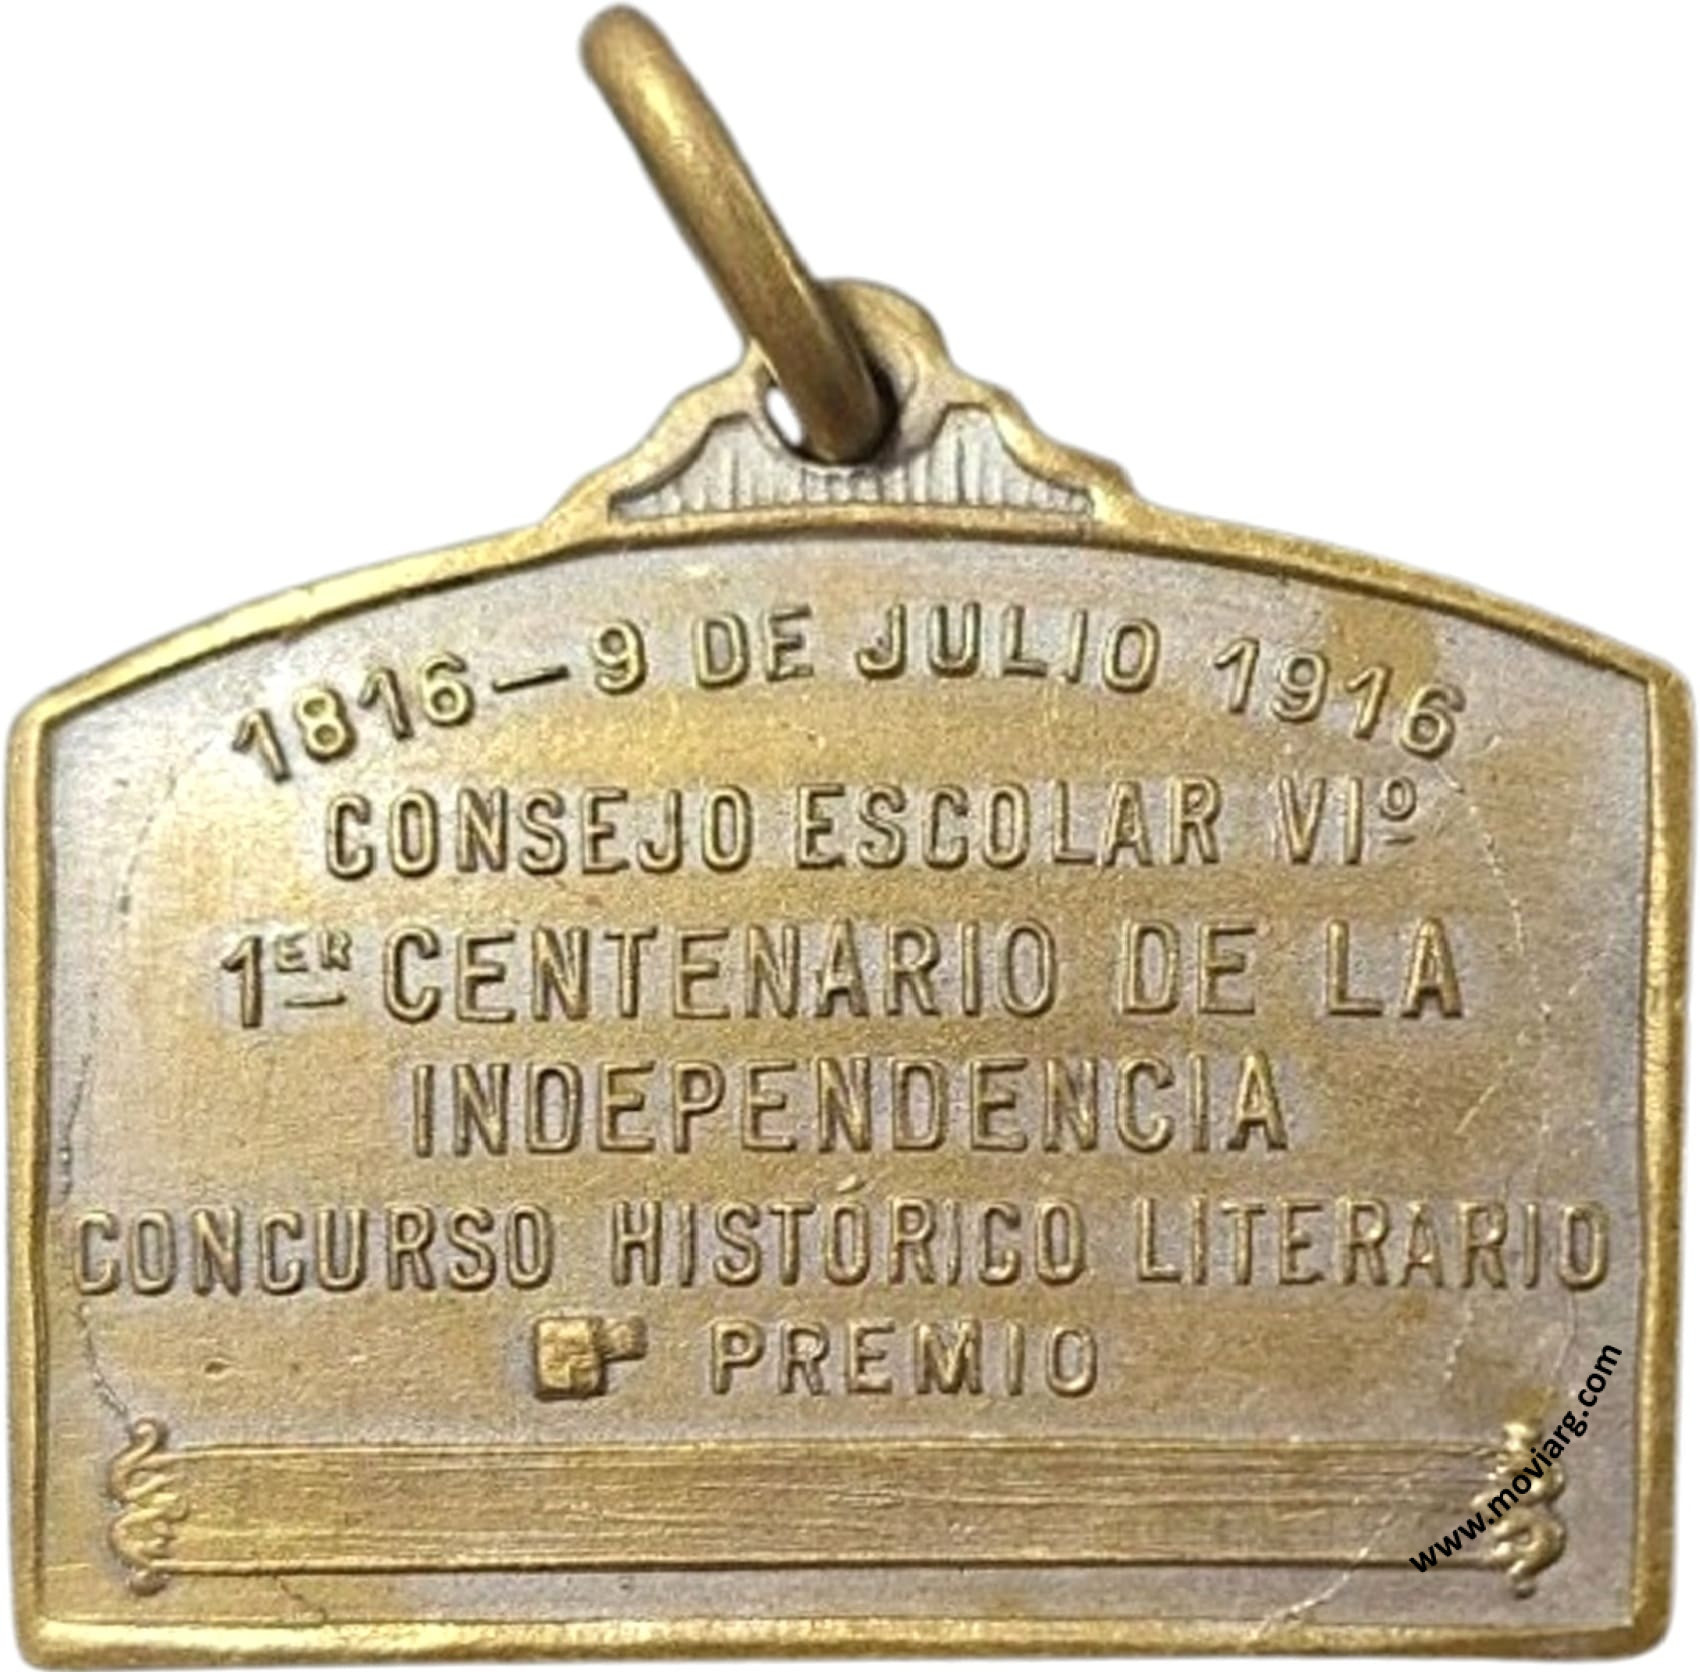 1816 — 9 DE JULIO 1916
CONSEJO ESCOLAR VIº
1ER CENTENARIO DE LA
INDEPENDENCIA
CONCURSO HISTÓRICO LITERARIO
PREMIO
www.moviarg.com